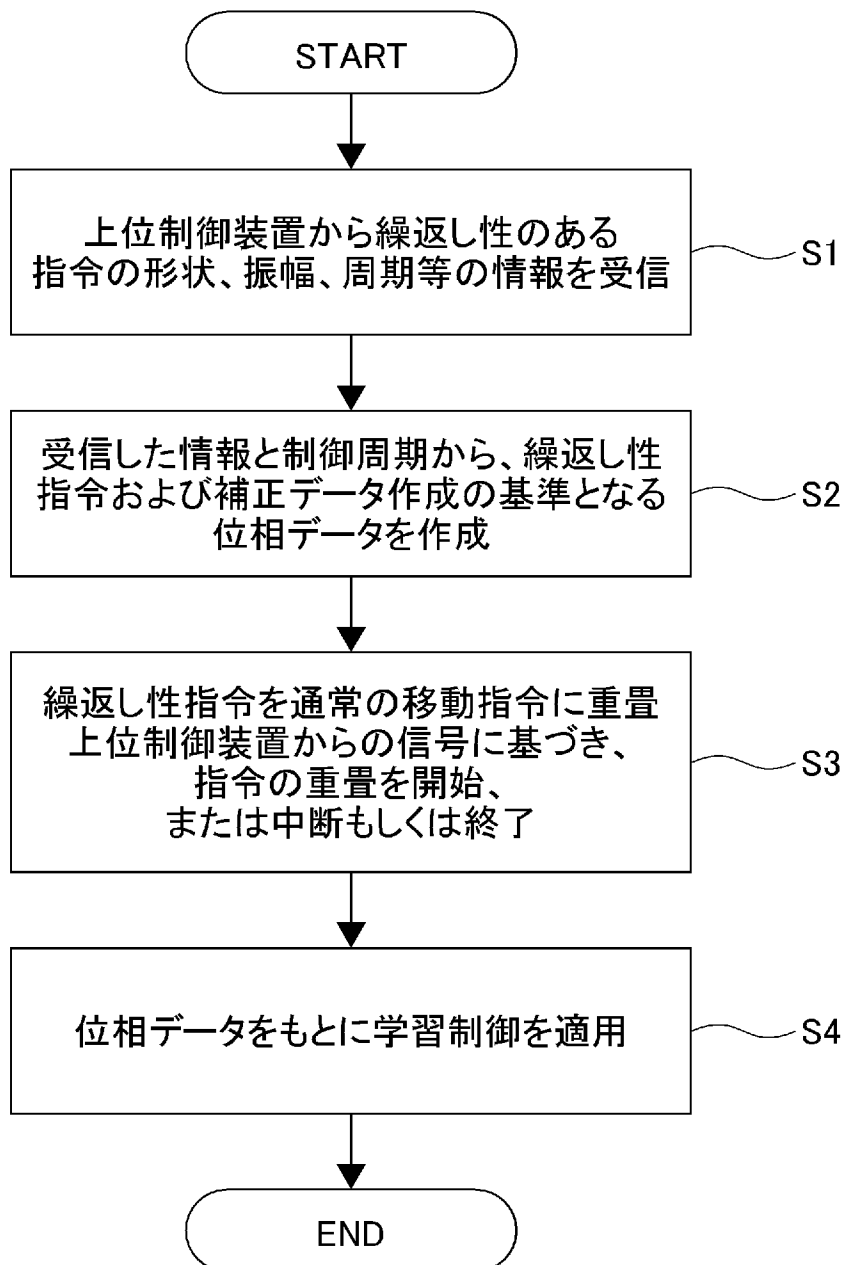 START
上位制御装置から繰返し性のある
指令の形状、振幅、周期等の情報を受信
S1
受信した情報と制御周期から、繰返し性
指令および補正データ作成の基準となる
位相データを作成
S2
繰返し性指令を通常の移動指令に重畳
上位制御装置からの信号に基づき、
指令の重畳を開始、
または中断もしくは終了
S3
位相データをもとに学習制御を適用
S4
END